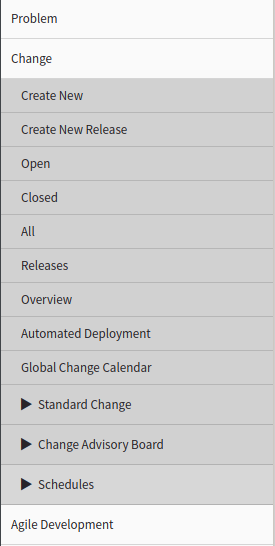 Problem
Change
Create New
Create New Release
Open
Closed
All
Releases
Overview
Automated Deployment
Global Change Calendar
Standard Change
Change Advisory Board
Schedules
Agile Development